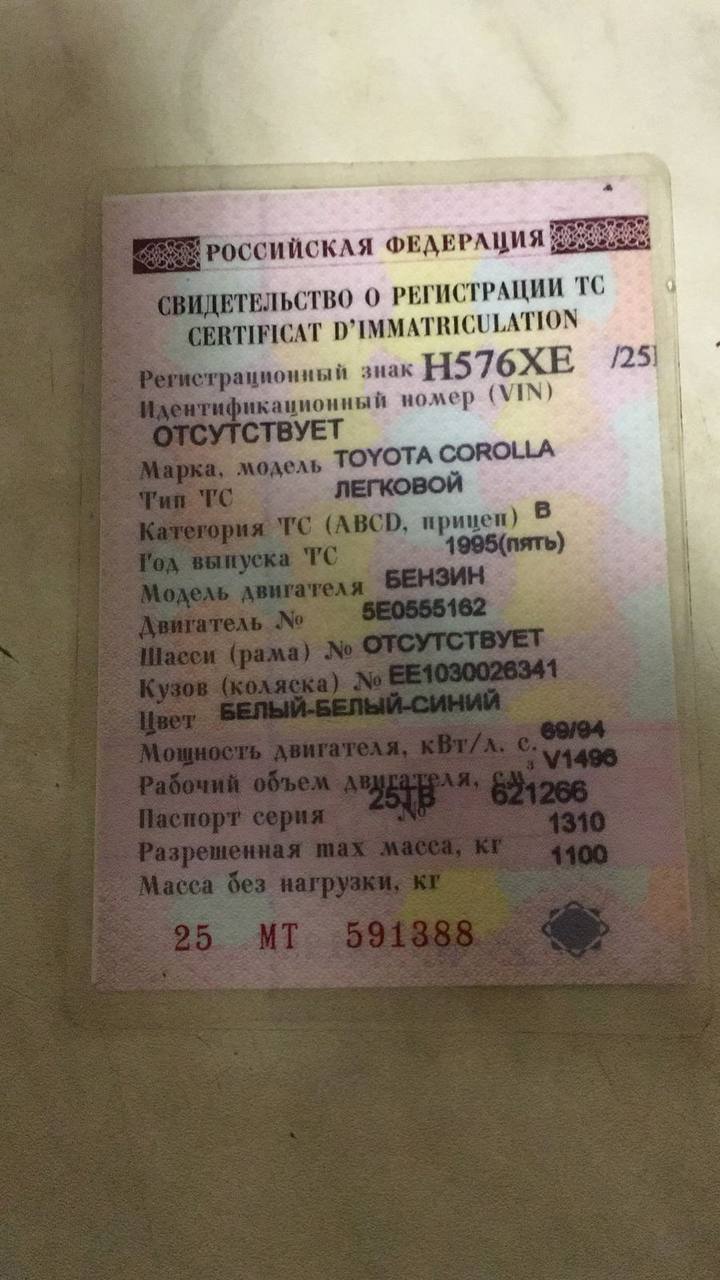 РОССИЙСКАЯ ФЕДЕРАЦИЯ
СВИДЕТЕЛЬСТВО О РЕГИСТРАЦИИ ТС
CERTIFICAT D'IMMATRICULATION
Регистрационный знак Н576ХЕ /25
Идентификационный номер (VIN)
ОТСУТСТВУЕТ
Марка, модель TOYOTA COROLLA
Тип ТС ЛЕГКОВОЙ
Категория ТС (ABCD, прицеп) В
Год выпуска ТС 1995(пять)
Модель двигателя БЕНЗИН
Двигатель № 5E0555162
Шасси (рама) № ОТСУТСТВУЕТ
Кузов (коляска) № EE1030026341
Цвет БЕЛЫЙ-БЕЛЫЙ-СИНИЙ
Мощность двигателя, кВт/л. с. 69/94
Рабочий объем двигателя, см³ V1496
Паспорт серия 25ТВ № 621266
Разрешенная max масса, кг 1310
Масса без нагрузки, кг 1100
25 МТ 591388